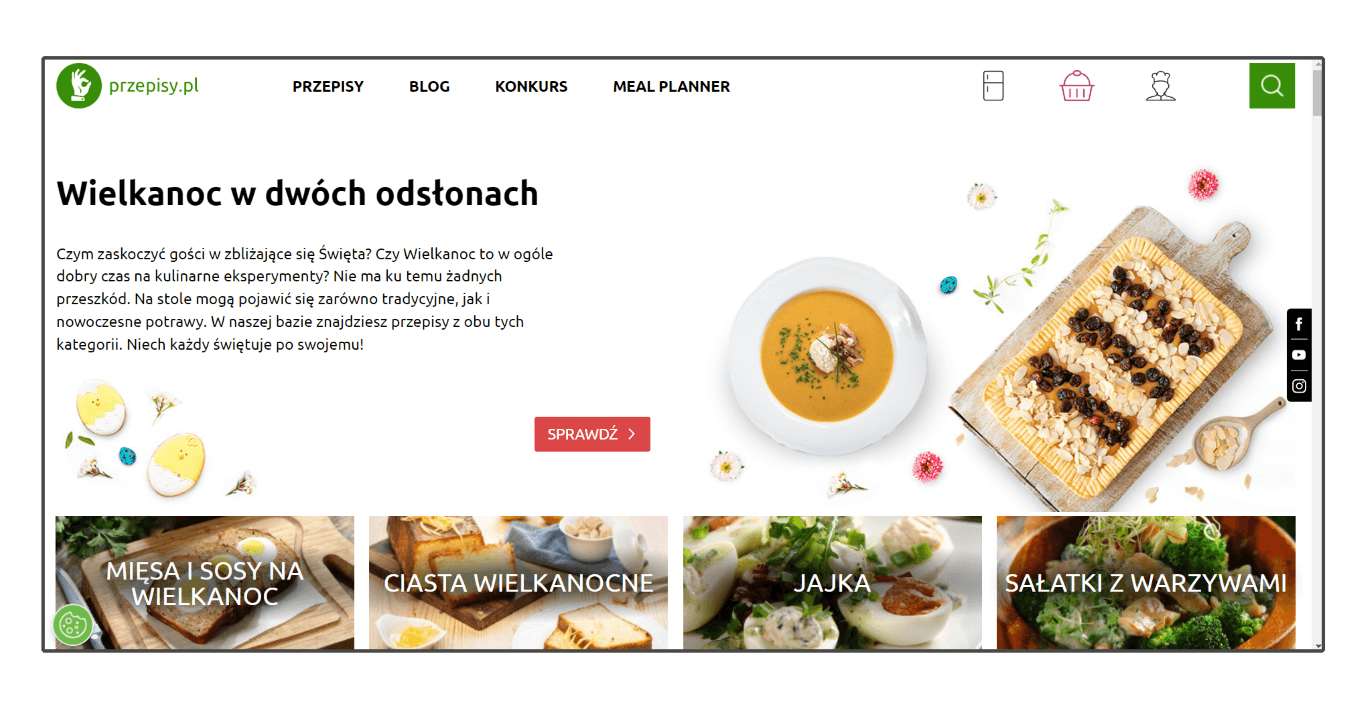 przepisy.pl
PRZEPISY
BLOG
KONKURS
MEAL PLANNER
Wielkanoc w dwóch odsłonach
Czym zaskoczyć gości w zbliżające się Święta? Czy Wielkanoc to w ogóle
dobry czas na kulinarne eksperymenty? Nie ma ku temu żadnych
przeszkód. Na stole mogą pojawić się zarówno tradycyjne, jak i
nowoczesne potrawy. W naszej bazie znajdziesz przepisy z obu tych
kategorii. Niech każdy świętuje po swojemu!
SPRAWDŹ
MIĘSA I SOSY NA
WIELKANOC
CIASTA WIELKANOCNE
JAJKA
SAŁATKI Z WARZYWAMI